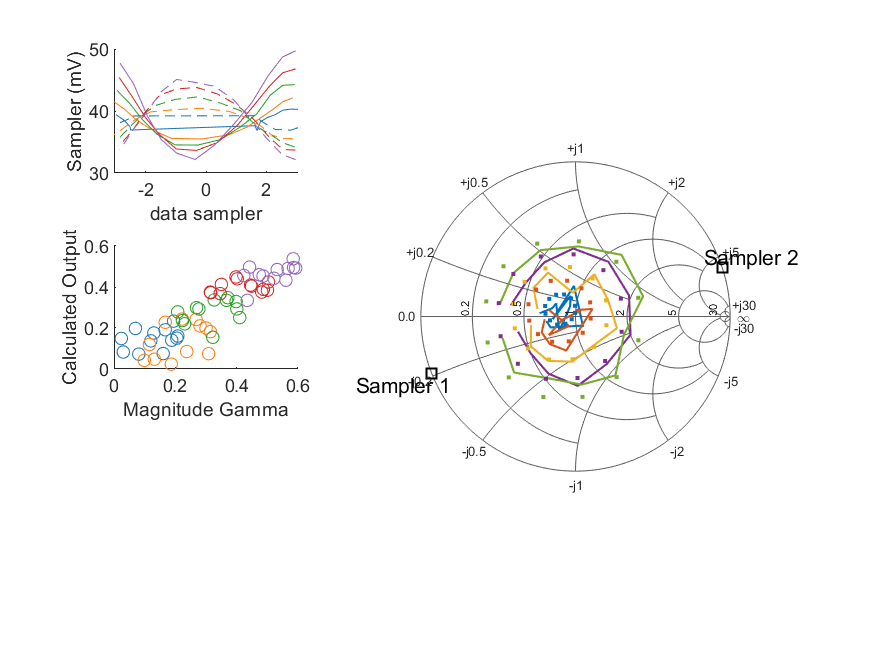 50
40
30
Sampler (mV)
-2 0 2
data sampler
0.6
0.4
0.2
0
Calculated Output
0 0.2 0.4 0.6
Magnitude Gamma
+j1
+j0.5 +j2
+j0.2 +j5
Sampler 2
+j30
0.0 0.2 0.5 1 2 5 30 ∞
-j30
Sampler 1
-j0.2 -j5
-j0.5 -j2
-j1